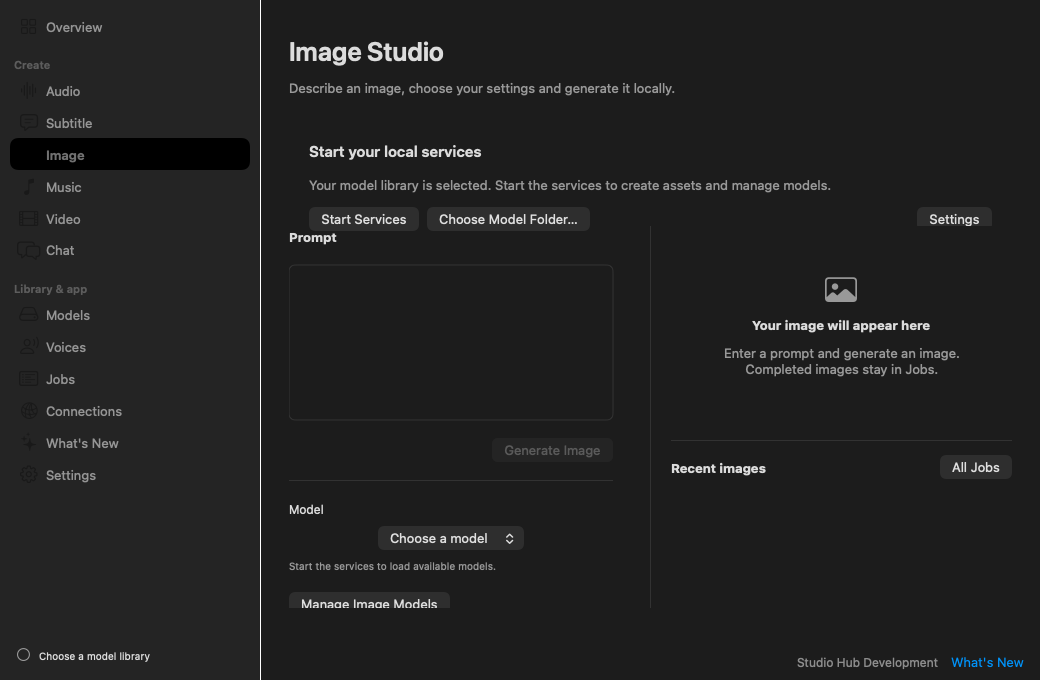 Overview
Create
Audio
Subtitle
Image
Music
Video
Chat
Library & app
Models
Voices
Jobs
Connections
What's New
Settings
Choose a model library
Image Studio
Describe an image, choose your settings and generate it locally.
Start your local services
Your model library is selected. Start the services to create assets and manage models.
Start Services
Choose Model Folder...
Settings
Prompt
Generate Image
Model
Choose a model
Start the services to load available models.
Manage Image Models
Your image will appear here
Enter a prompt and generate an image.
Completed images stay in Jobs.
Recent images
All Jobs
Studio Hub Development
What's New